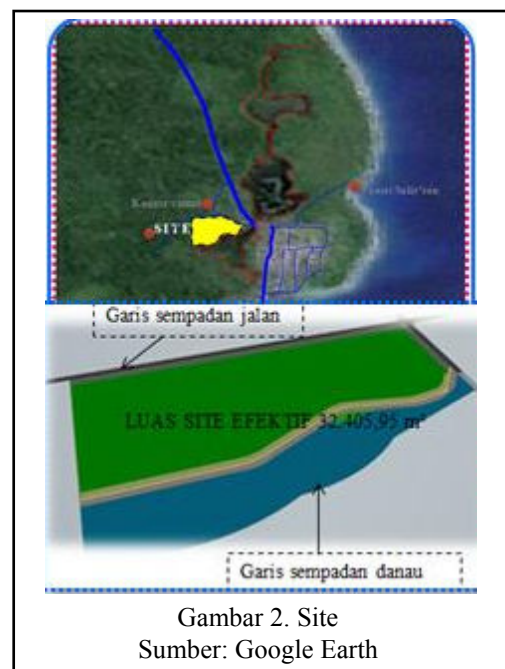 SITE
Garis sempadan jalan
LUAS SITE EFEKTIF 32.405,95 m²
Garis sempadan danau
Gambar 2. Site
Sumber: Google Earth